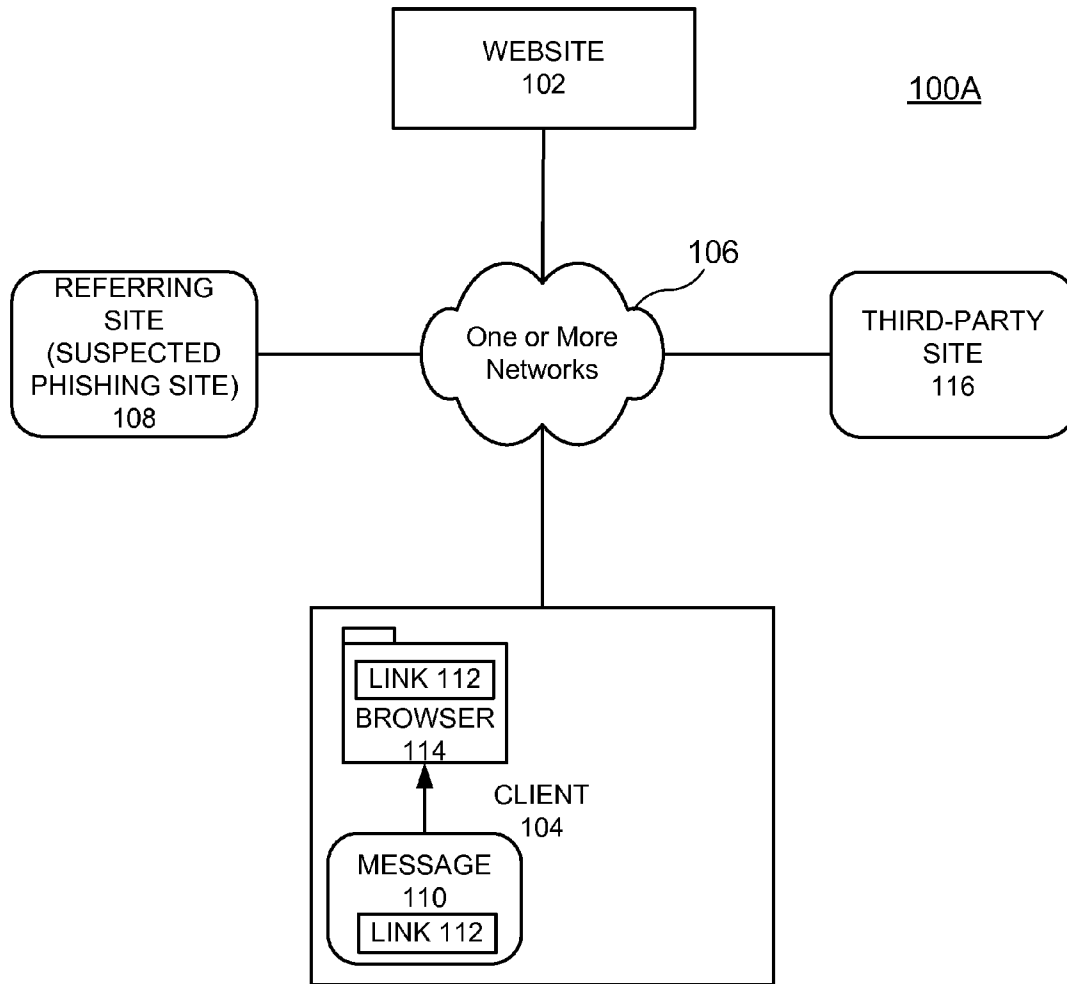 WEBSITE
102
100A
106
REFERRING
SITE
(SUSPECTED
PHISHING SITE)
108
One or More
Networks
THIRD-PARTY
SITE
116
LINK 112
BROWSER
114
CLIENT
104
MESSAGE
110
LINK 112